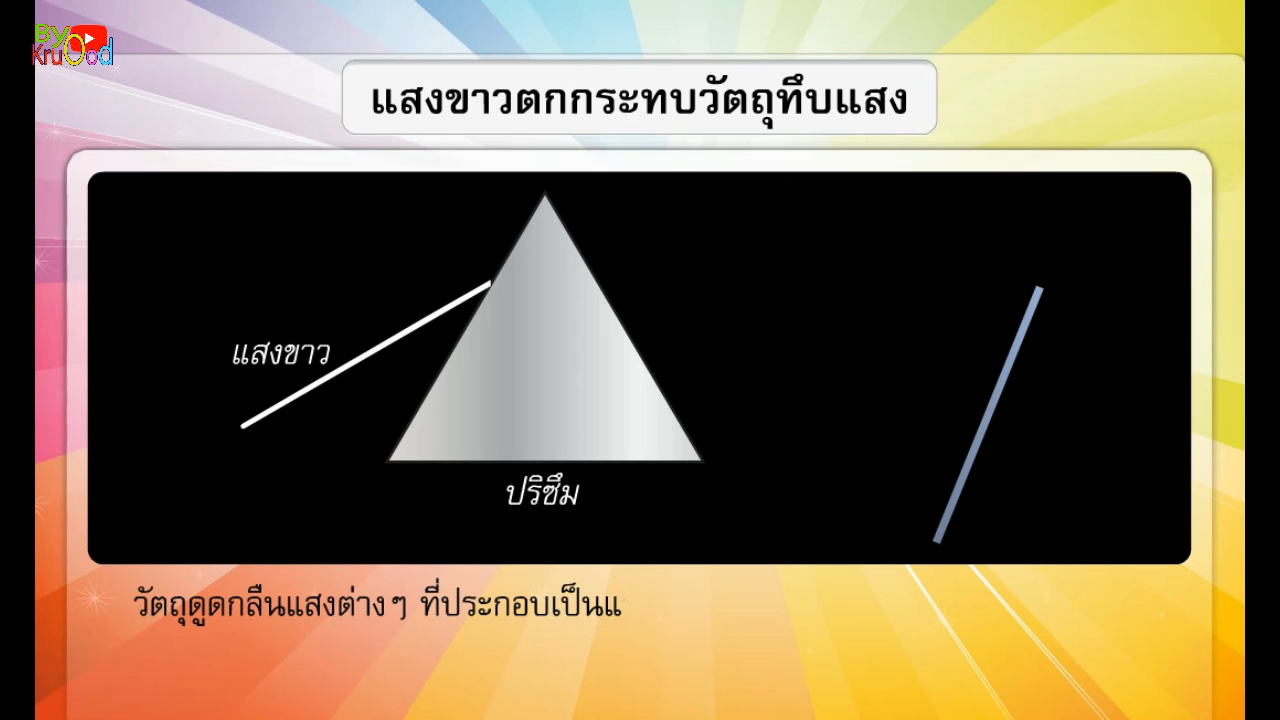 By
KruOod
แสงขาวตกกระทบวัตถุทึบแสง
แสงขาว
ปริซึม
วัตถุดูดกลืนแสงต่างๆ ที่ประกอบเป็นแ